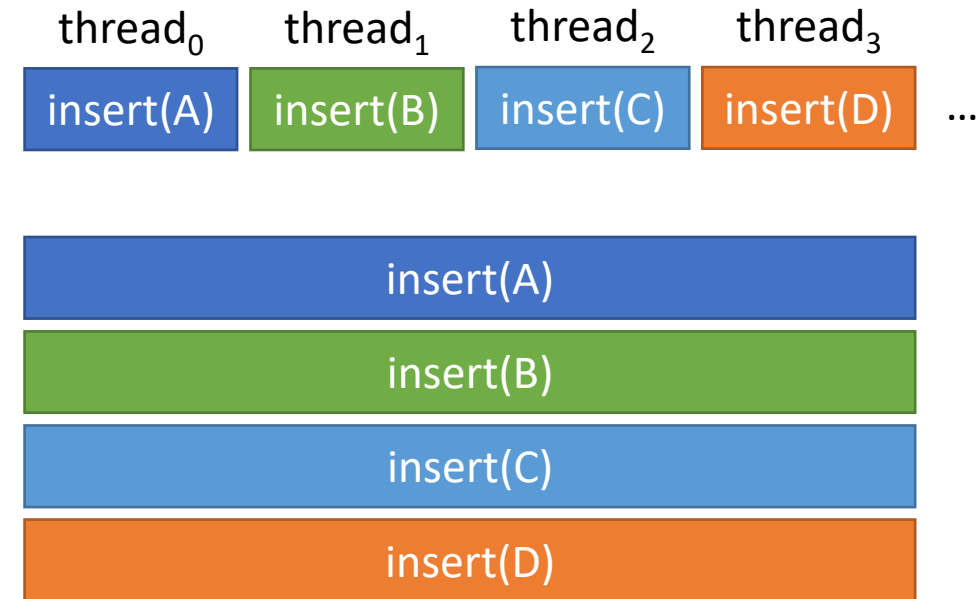 thread₀ thread₁ thread₂ thread₃
insert(A) insert(B) insert(C) insert(D) ...
insert(A)
insert(B)
insert(C)
insert(D)